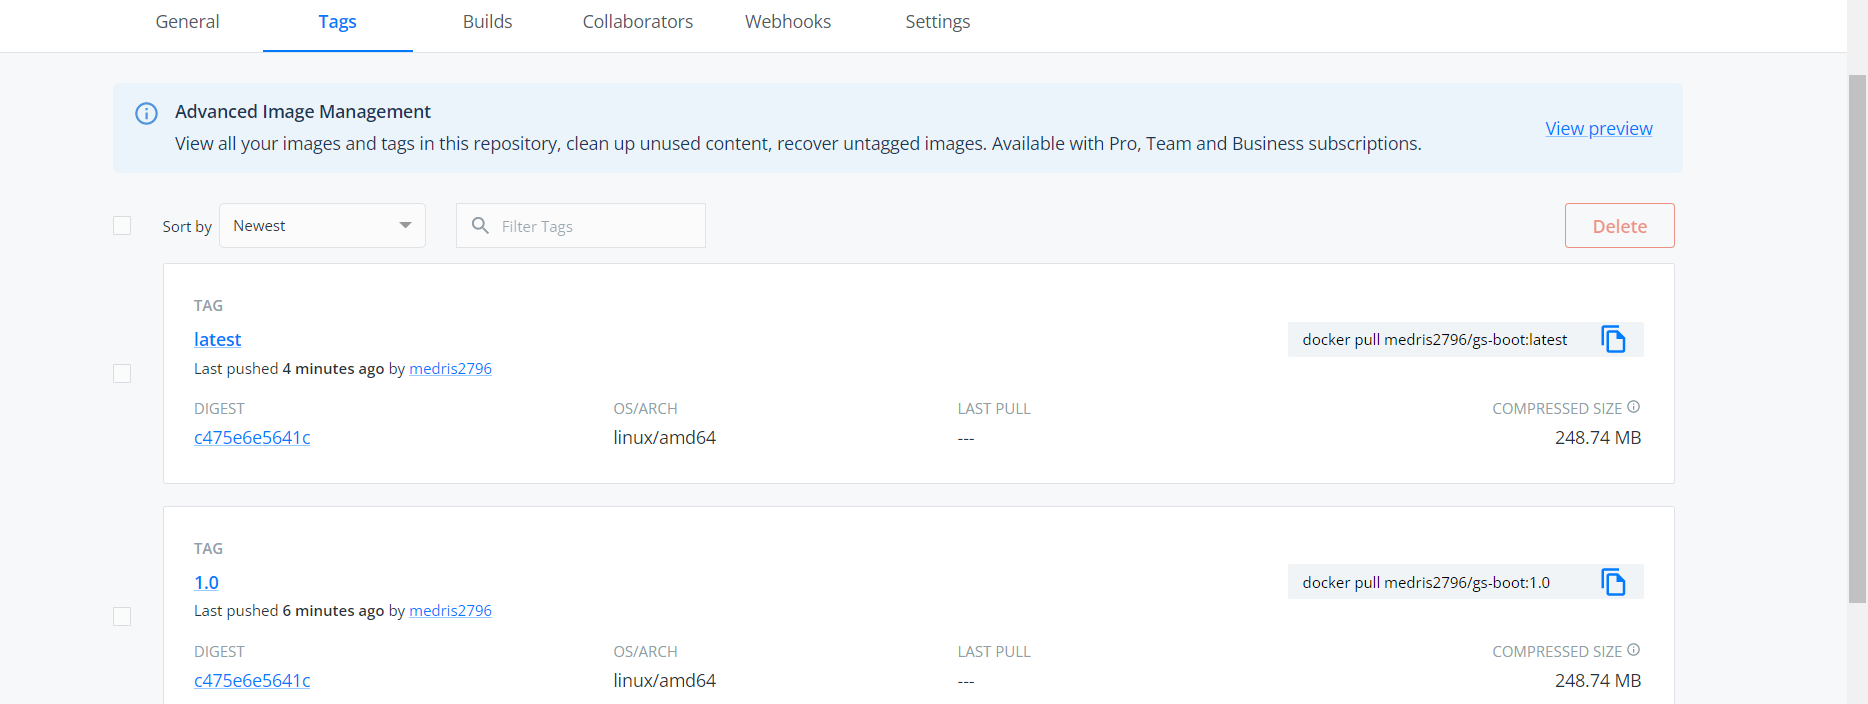 General Tags Builds Collaborators Webhooks Settings
Advanced Image Management
View all your images and tags in this repository, clean up unused content, recover untagged images. Available with Pro, Team and Business subscriptions.
View preview
Sort by Newest Filter Tags Delete
TAG
latest docker pull medris2796/gs-boot:latest
Last pushed 4 minutes ago by medris2796
DIGEST OS/ARCH LAST PULL COMPRESSED SIZE
c475e6e5641c linux/amd64 --- 248.74 MB
TAG
1.0 docker pull medris2796/gs-boot:1.0
Last pushed 6 minutes ago by medris2796
DIGEST OS/ARCH LAST PULL COMPRESSED SIZE
c475e6e5641c linux/amd64 --- 248.74 MB